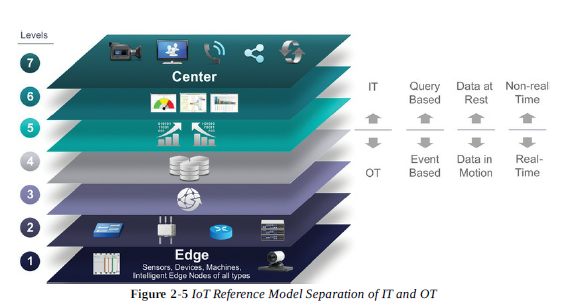 Levels
7
Center
6
5
010101 010101
4
3
2
1
Edge
Sensors, Devices, Machines,
Intelligent Edge Nodes of all types
IT
Query
Based
Data at
Rest
Non-real
Time
OT
Event
Based
Data in
Motion
Real-
Time
Figure 2-5 IoT Reference Model Separation of IT and OT